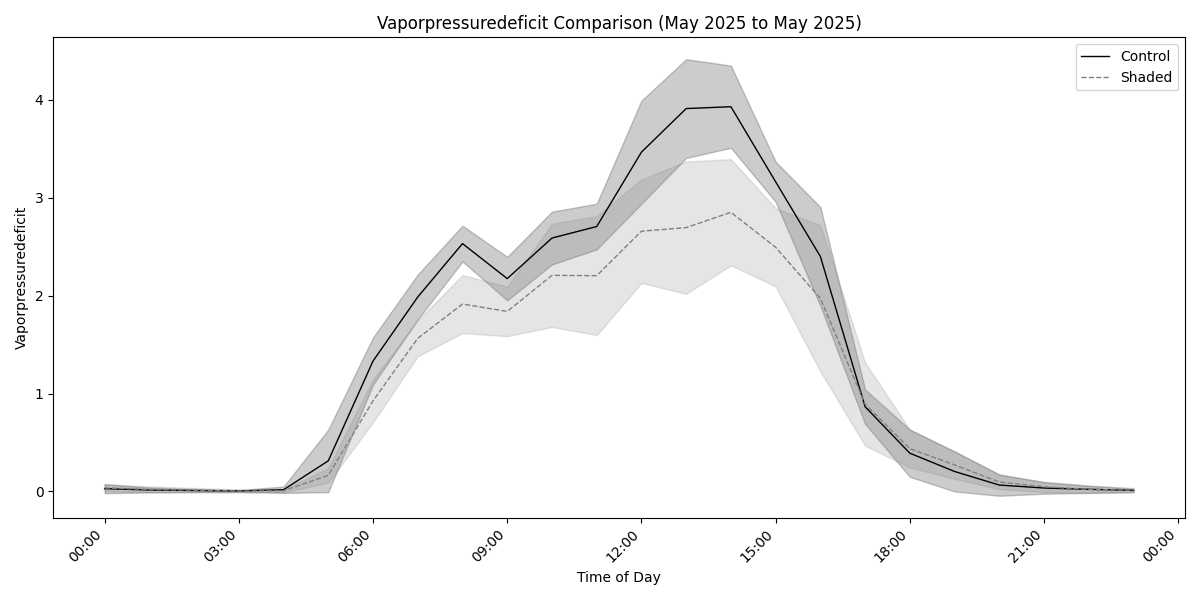 Vaporpressuredeficit Comparison (May 2025 to May 2025)
Control
Shaded
Vaporpressuredeficit
4
3
2
1
0
00:00
03:00
06:00
09:00
12:00
15:00
18:00
21:00
00:00
Time of Day